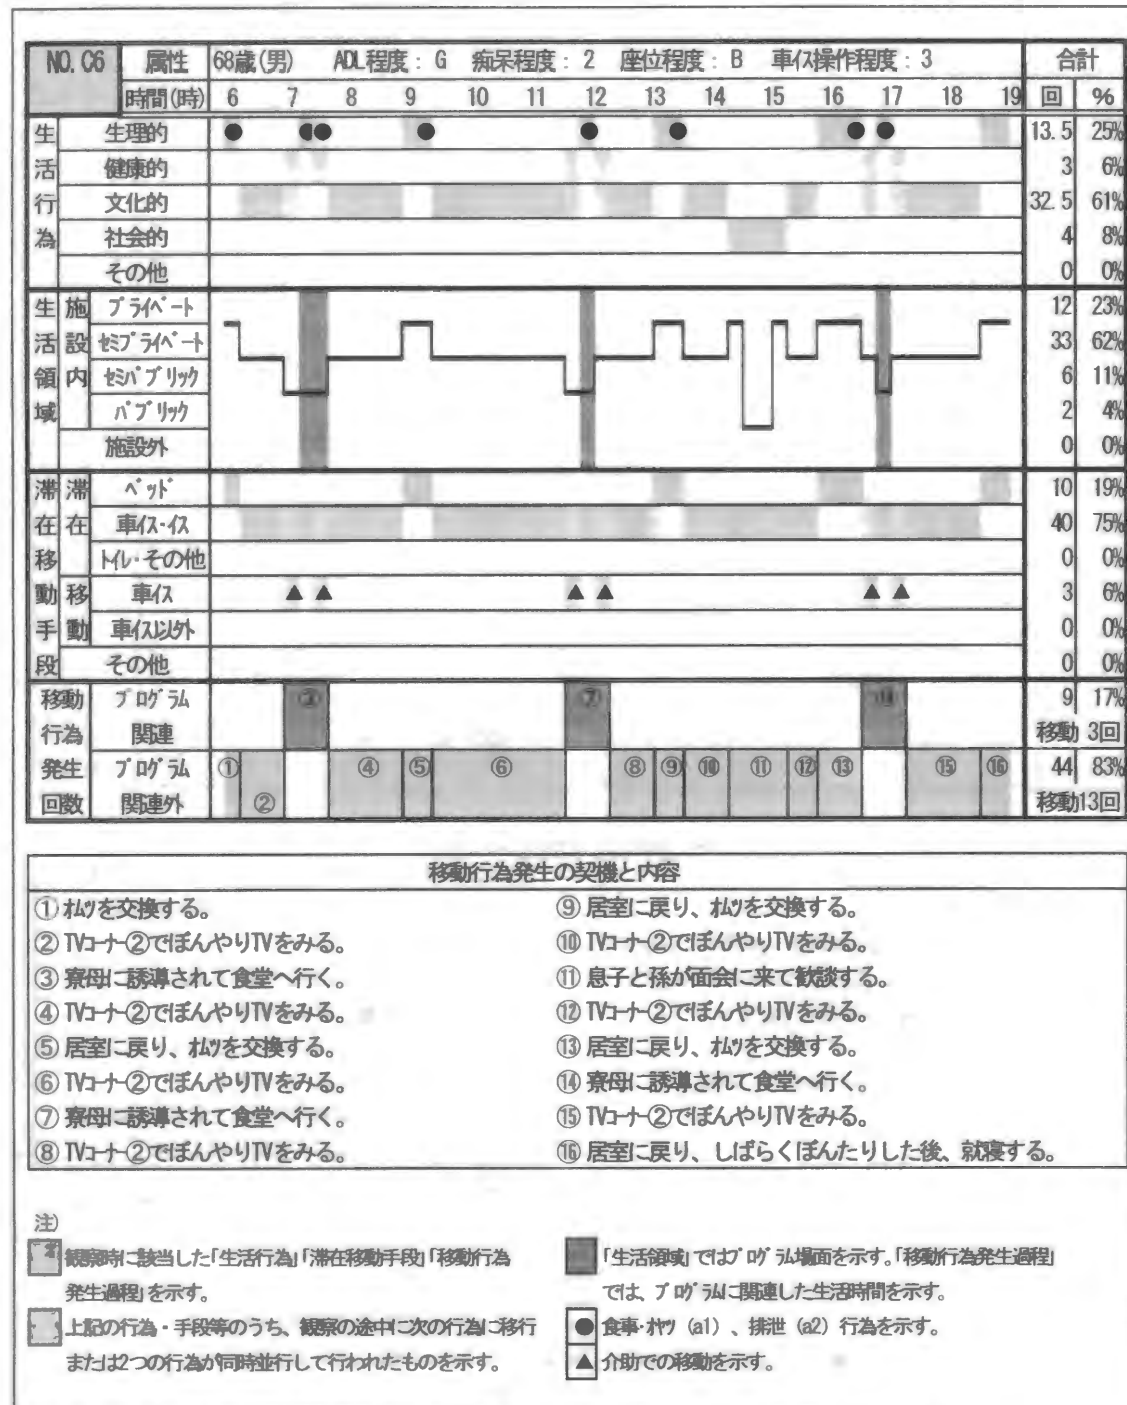 NO. C6 属性 68歳(男) ADL程度：G 痴呆程度：2 座位程度：B 車イス操作程度：3 合計
時間(時) 6 7 8 9 10 11 12 13 14 15 16 17 18 19 回 %
生活行為
生理的 13.5 25%
健康的 3 6%
文化的 32.5 61%
社会的 4 8%
その他 0 0%
生活領域
施設内
プライベート 12 23%
セミプライベート 33 62%
セミパブリック 6 11%
パブリック 2 4%
施設外 0 0%
滞在移動手段
滞在
ベッド 10 19%
車イス・イス 40 75%
トイレ・その他 0 0%
移動
車イス ▲ ▲ ▲ ▲ ▲ ▲ 3 6%
車イス以外 0 0%
その他 0 0%
移動行為発生回数
プログラム関連 ③ ⑦ ⑭ 9 17%
移動 3回
プログラム関連外 ① ② ④ ⑤ ⑥ ⑧ ⑨ ⑩ ⑪ ⑫ ⑬ ⑮ ⑯ 44 83%
移動13回
移動行為発生の契機と内容
① オムツを交換する。
② TVコーナー②でぼんやりTVをみる。
③ 寮母に誘導されて食堂へ行く。
④ TVコーナー②でぼんやりTVをみる。
⑤ 居室に戻り、オムツを交換する。
⑥ TVコーナー②でぼんやりTVをみる。
⑦ 寮母に誘導されて食堂へ行く。
⑧ TVコーナー②でぼんやりTVをみる。
⑨ 居室に戻り、オムツを交換する。
⑩ TVコーナー②でぼんやりTVをみる。
⑪ 息子と孫が面会に来て歓談する。
⑫ TVコーナー②でぼんやりTVをみる。
⑬ 居室に戻り、オムツを交換する。
⑭ 寮母に誘導されて食堂へ行く。
⑮ TVコーナー②でぼんやりTVをみる。
⑯ 居室に戻り、しばらくぼんたりした後、就寝する。
注)
観察時に該当した「生活行為」「滞在移動手段」「移動行為
発生過程」を示す。
上記の行為・手段等のうち、観察の途中に次の行為に移行
または2つの行為が同時並行して行われたものを示す。
「生活領域」ではプログラム場面を示す。「移動行為発生過程」
では、プログラムに関連した生活時間を示す。
● 食事・オヤツ（a1）、排泄（a2）行為を示す。
▲ 介助での移動を示す。